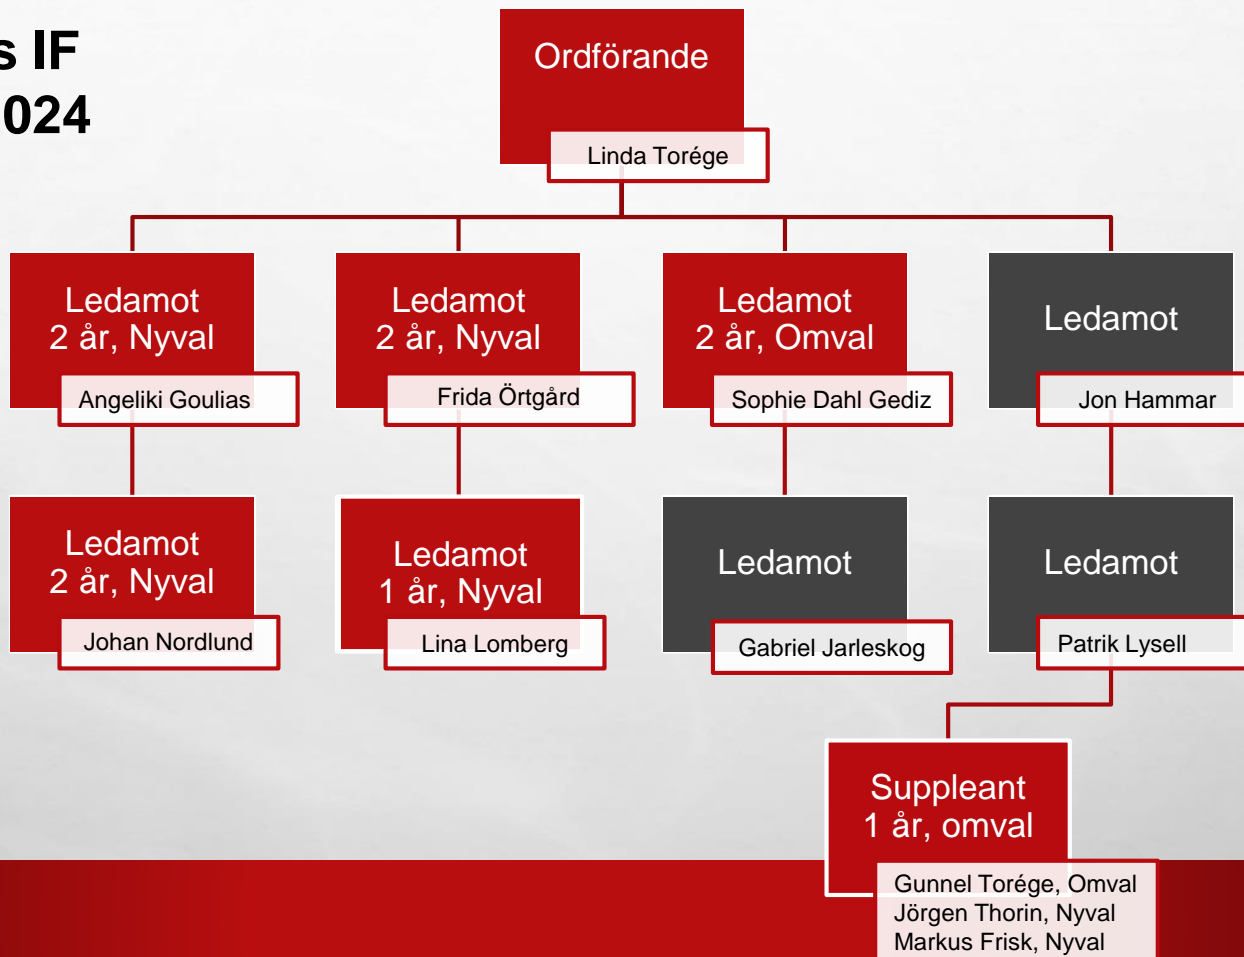 s IF
024
Ordförande
Linda Torége
Ledamot
2 år, Nyval
Angeliki Goulias
Ledamot
2 år, Nyval
Frida Örtgård
Ledamot
2 år, Omval
Sophie Dahl Gediz
Ledamot
Jon Hammar
Ledamot
2 år, Nyval
Johan Nordlund
Ledamot
1 år, Nyval
Lina Lomberg
Ledamot
Gabriel Jarleskog
Ledamot
Patrik Lysell
Suppleant
1 år, omval
Gunnel Torége, Omval
Jörgen Thorin, Nyval
Markus Frisk, Nyval